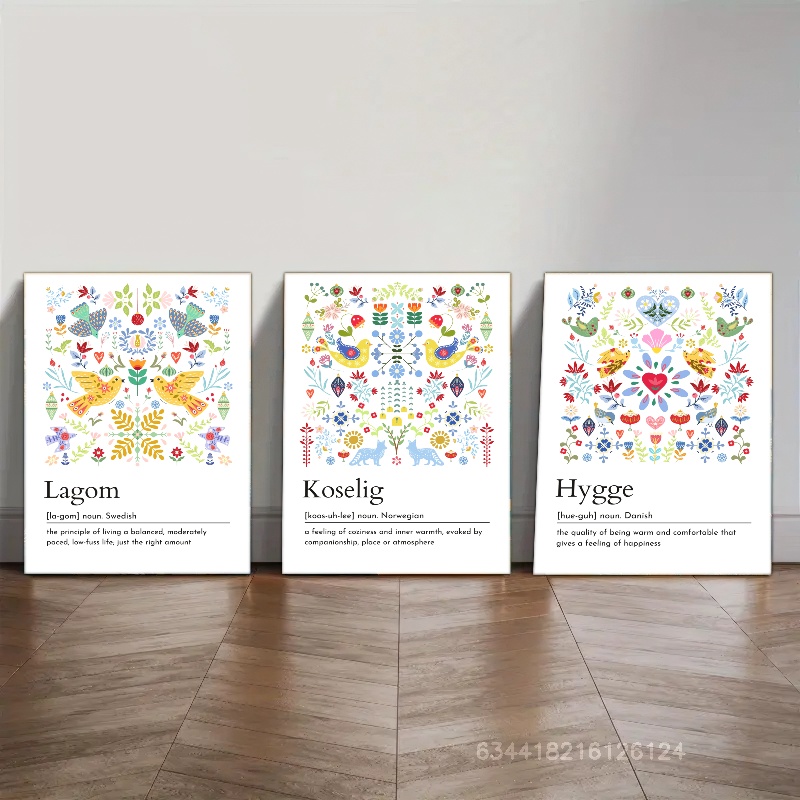 Lagom
[la-gom] noun. Swedish
the principle of living a balanced, moderately
paced, low-fuss life; just the right amount
Koselig
[koos-uh-lee] noun. Norwegian
a feeling of coziness and inner warmth, evoked by
companionship, place or atmosphere
Hygge
[hue-guh] noun. Danish
the quality of being warm and comfortable that
gives a feeling of happiness
634418216126124